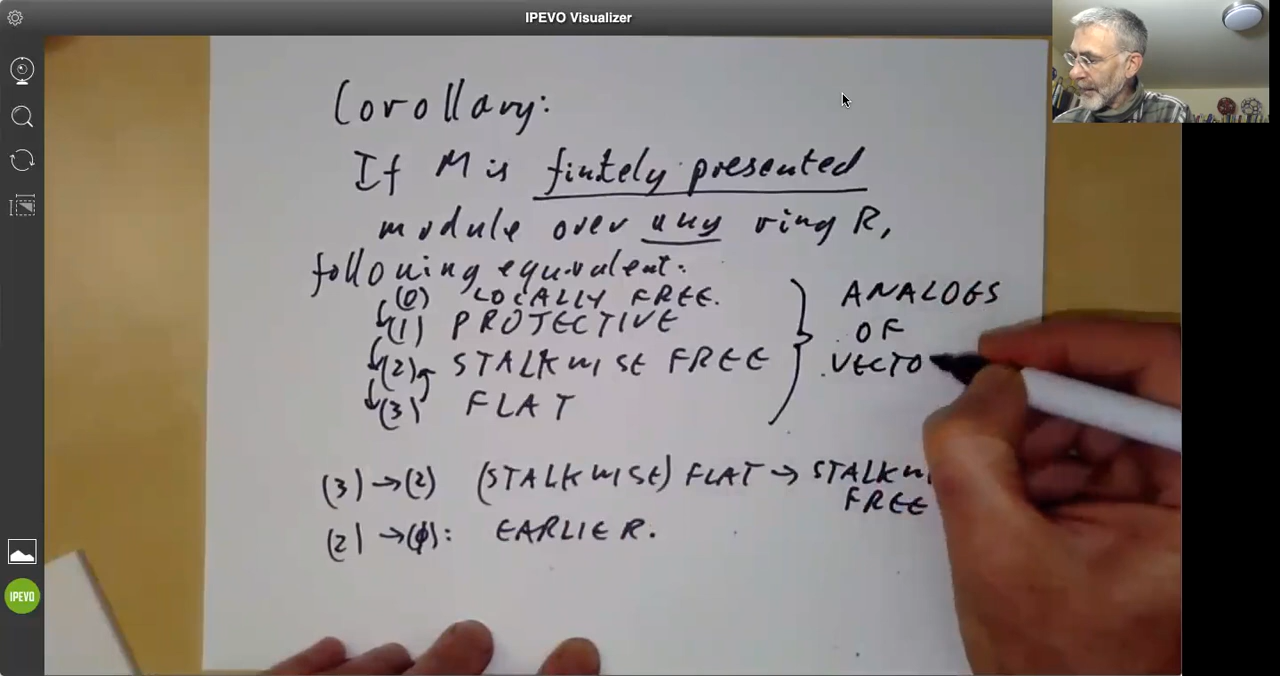 IPEVO Visualizer
Corollary:
If M is finitely presented
module over any ring R,
following equivalent:
(0) LOCALLY FREE.
(1) PROJECTIVE
(2) STALKWISE FREE
(3) FLAT
ANALOGS
OF
VECTO
(3) → (2) (STALKWISE) FLAT → STALKWI
FREE
(2) → (0): EARLIER.
IPEVO